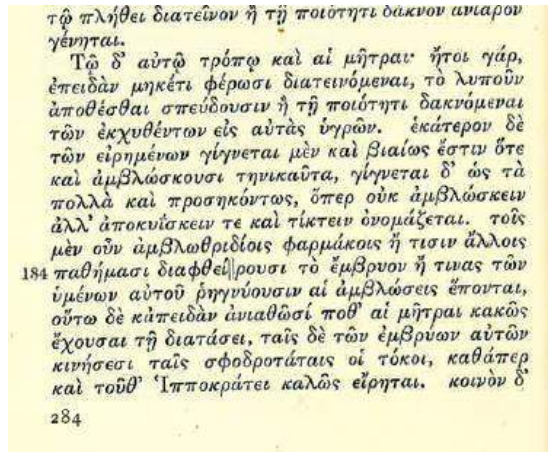 τῷ πλήθει διατεῖνον ἢ τῇ ποιότητι δάκνον ἀνιαρὸν
γένηται.
Τῷ δ' αὐτῷ τρόπῳ καὶ αἱ μῆτραι· ἤτοι γάρ,
ἐπειδὰν μηκέτι φέρωσι διατεινόμεναι, τὸ λυποῦν
ἀποθέσθαι σπεύδουσιν ἢ τῇ ποιότητι δακνόμεναι
τῶν ἐκχυθέντων εἰς αὐτὰς ὑγρῶν. ἑκάτερον δὲ
τῶν εἰρημένων γίγνεται μὲν καὶ βιαίως ἔστιν ὅτε
καὶ ἀμβλώσκουσι τηνικαῦτα, γίγνεται δ' ὡς τὰ
πολλὰ καὶ προσηκόντως, ὅπερ οὐκ ἀμβλώσκειν
ἀλλ' ἀποκυΐσκειν τε καὶ τίκτειν ὀνομάζεται. τοῖς
μὲν οὖν ἀμβλωθριδίοις φαρμάκοις ἤ τισιν ἄλλοις
184 παθήμασι διαφθεί||ρουσι τὸ ἔμβρυον ἤ τινας τῶν
ὑμένων αὐτοῦ ῥηγνύουσιν αἱ ἀμβλώσεις ἕπονται,
οὕτω δὲ κἀπειδὰν ἀνιαθῶσί ποθ' αἱ μῆτραι κακῶς
ἔχουσαι τῇ διατάσει, ταῖς δὲ τῶν ἐμβρύων αὐτῶν
κινήσεσι ταῖς σφοδροτάταις οἱ τόκοι, καθάπερ
καὶ τοῦθ' Ἱπποκράτει καλῶς εἴρηται. κοινὸν δ'
284